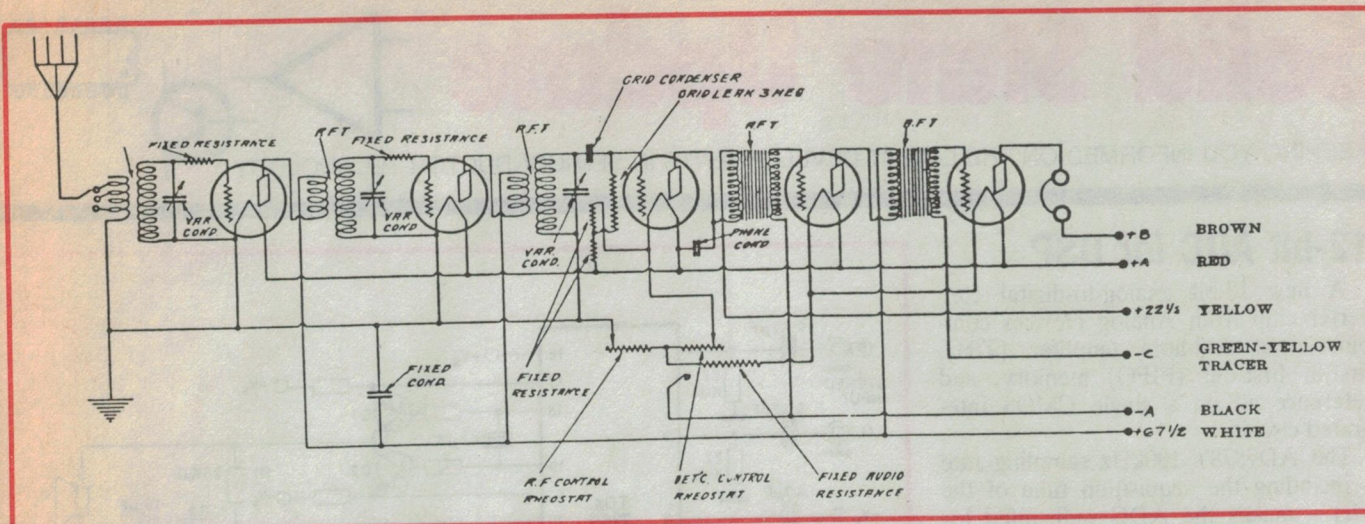 GRID CONDENSER
GRID LEAK 3 MEG
FIXED RESISTANCE
R.F.T
FIXED RESISTANCE
R.F.T
R.F.T
R.F.T
VAR.
COND
VAR.
COND
VAR.
COND.
PHONE
COND
+B BROWN
+A RED
+22½ YELLOW
-C GREEN-YELLOW
TRACER
-A BLACK
+67½ WHITE
FIXED
COND.
FIXED
RESISTANCE
R.F CONTROL
RHEOSTAT
DETC. CONTROL
RHEOSTAT
FIXED AUDIO
RESISTANCE